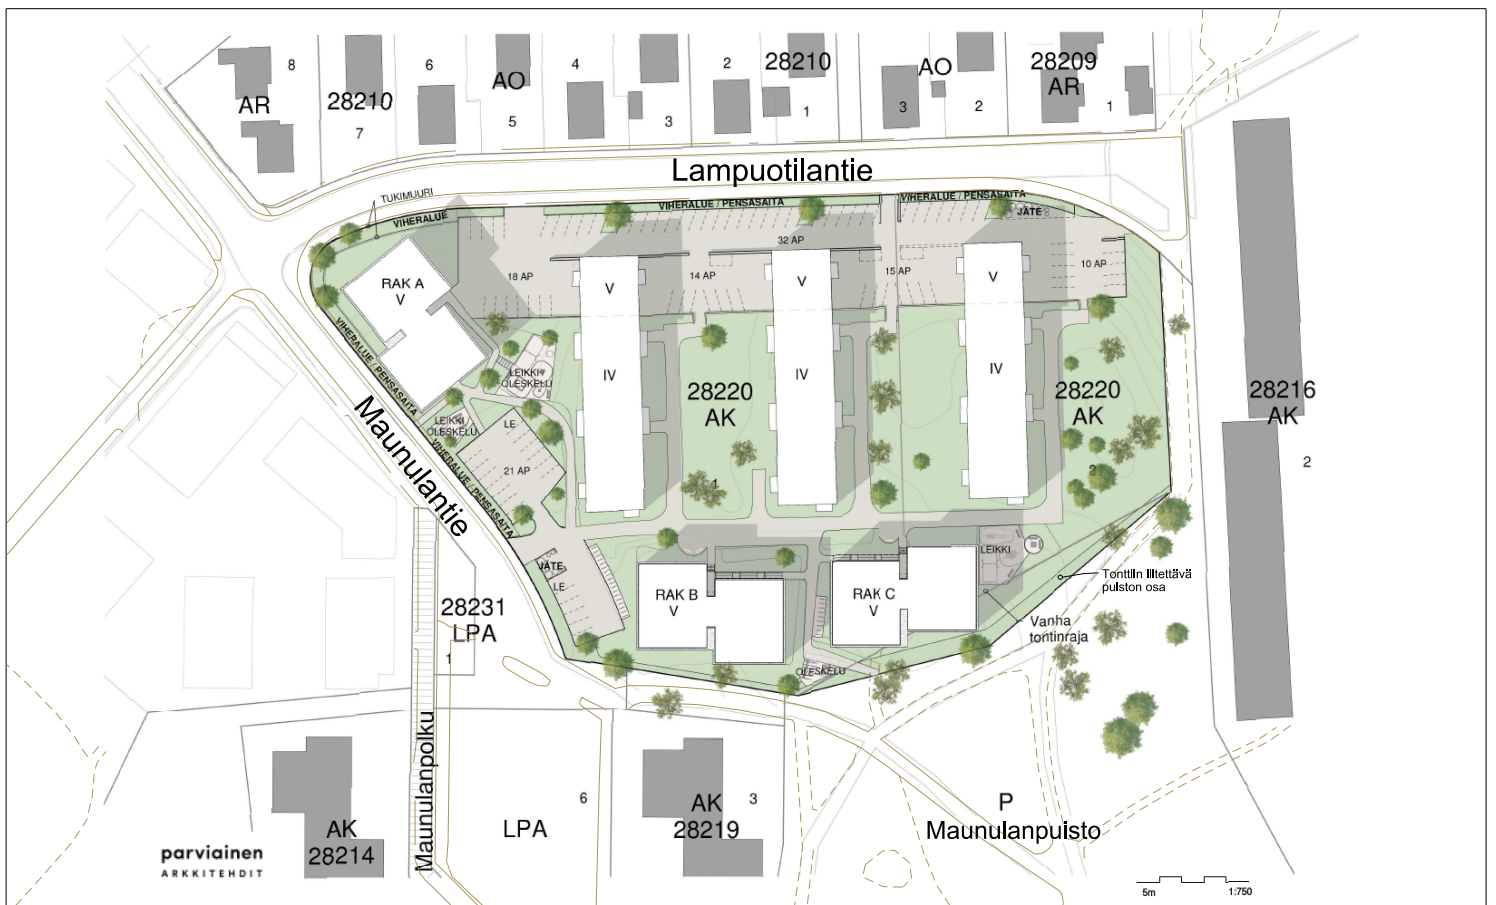 8
6
4
2
28210
AO
28209
AR
AO
AR
28210
7
5
3
1
3
2
1
Lampuotilantie
TUKIMUURI
VIHERALUE
VIHERALUE / PENSASAITA
VIHERALUE / PENSASAITA
JÄTE
32 AP
18 AP
14 AP
15 AP
10 AP
RAK A
V
V
V
V
VIHERALUE / PENSASAITA
LEIKKI
OLESKELU
IV
IV
IV
28220
AK
28220
AK
28216
AK
2
Maunulantie
LEIKKI
OLESKELU
LE
21 AP
VIHERALUE / PENSASAITA
1
2
JÄTE
LE
LEIKKI
RAK B
V
RAK C
V
OLESKELU
Tonttiin liitettävä
puiston osa
Vanha
tontinraja
28231
LPA
1
Maunulanpolku
AK
28214
6
LPA
AK
3
28219
P
Maunulanpuisto
parviainen
ARKKITEHDIT
5m
1:750